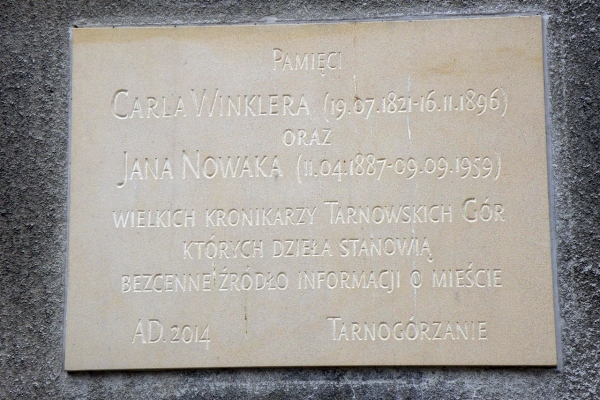 PAMIĘCI
CARLA WINKLERA (19.07.1821-16.11.1896)
ORAZ
JANA NOWAKA (11.04.1887-09.09.1959)
WIELKICH KRONIKARZY TARNOWSKICH GÓR
KTÓRYCH DZIEŁA STANOWIĄ
BEZCENNE ŹRÓDŁO INFORMACJI O MIEŚCIE
AD. 2014 TARNOGÓRZANIE